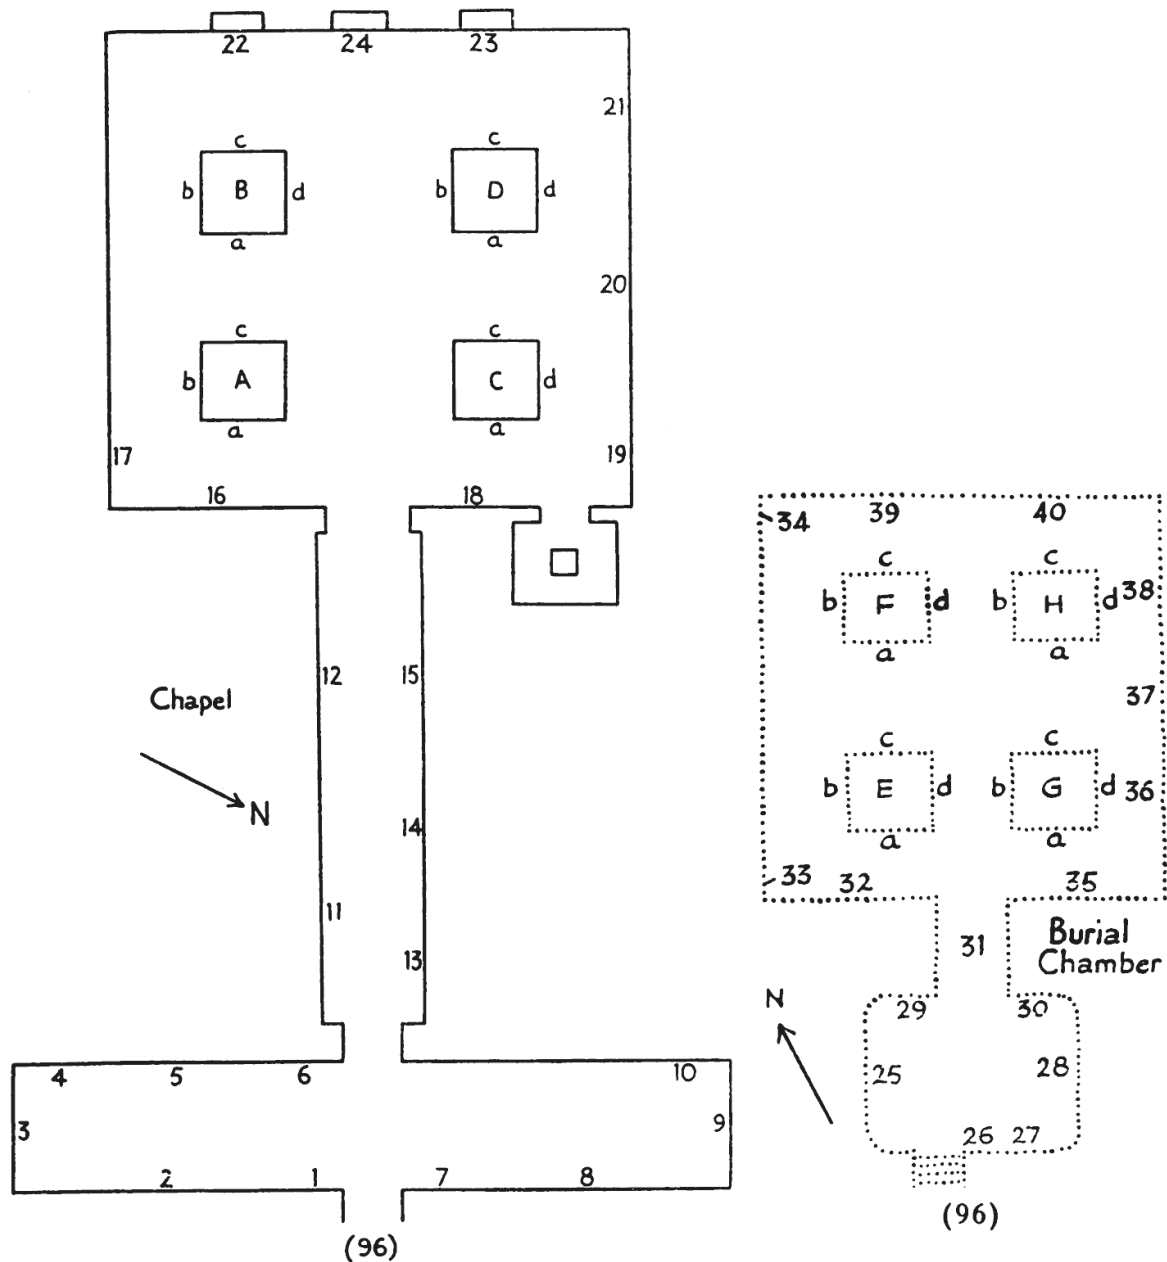 22 24 23
21
c c
b B d b D d
a a
20
c c
b A b C d
a a
17 19
16 18
12 15
Chapel
N
14
11
13
4 5 6 10
3 9
2 1 7 8
(96)
34 39 40
c c
b F d b H d 38
a a
37
c c
b E d b G d 36
a a
33 32 35
31 Burial
Chamber
N
29 30
25 28
26 27
(96)